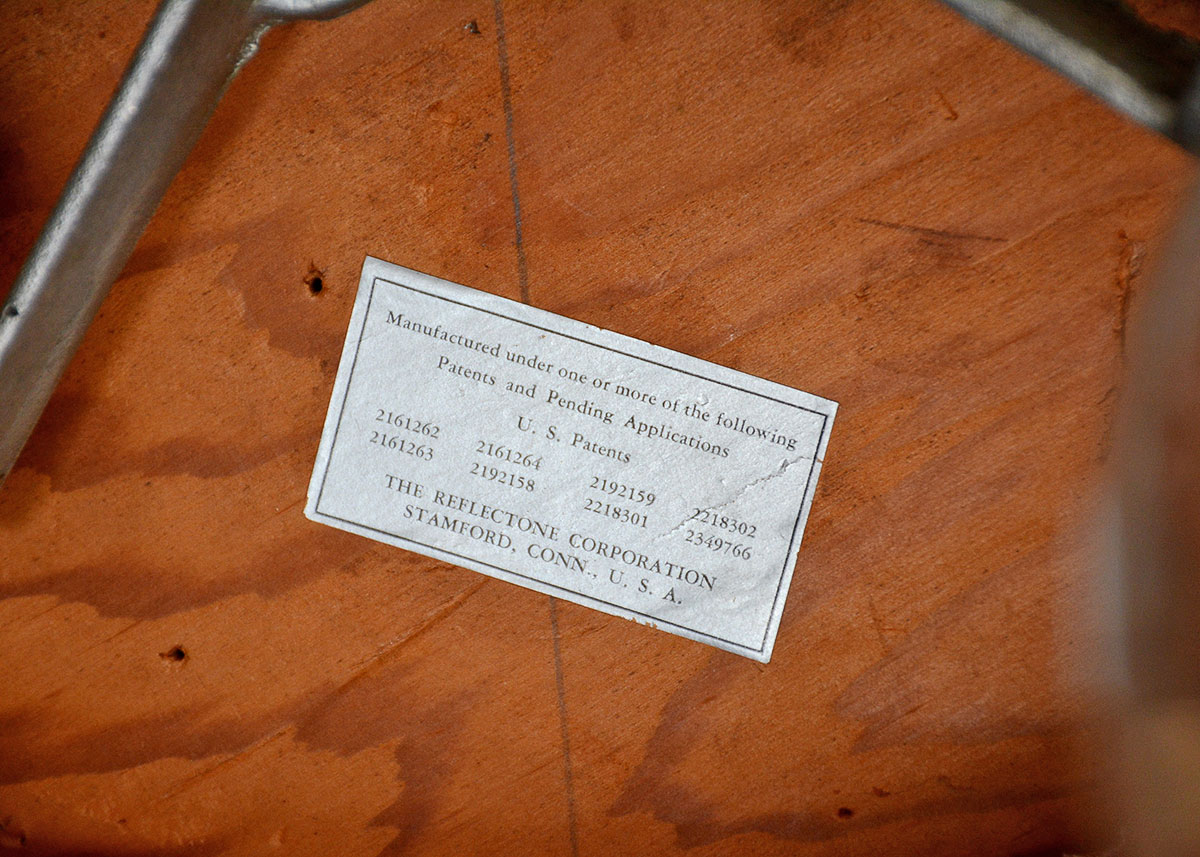 Manufactured under one or more of the following
Patents and Pending Applications
U. S. Patents
2161262 2161264 2192159 2218302
2161263 2192158 2218301 2349766
THE REFLECTONE CORPORATION
STAMFORD, CONN., U. S. A.